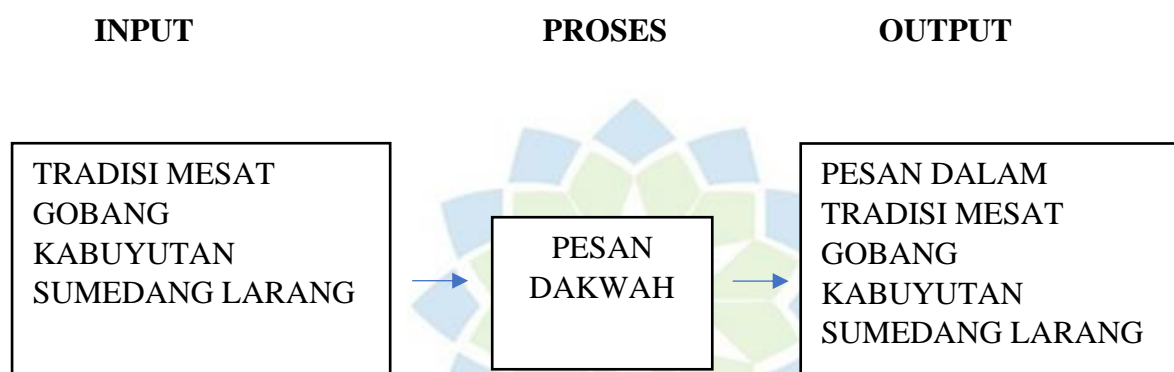 INPUT PROSES OUTPUT
TRADISI MESAT
GOBANG
KABUYUTAN
SUMEDANG LARANG
PESAN
DAKWAH
PESAN DALAM
TRADISI MESAT
GOBANG
KABUYUTAN
SUMEDANG LARANG